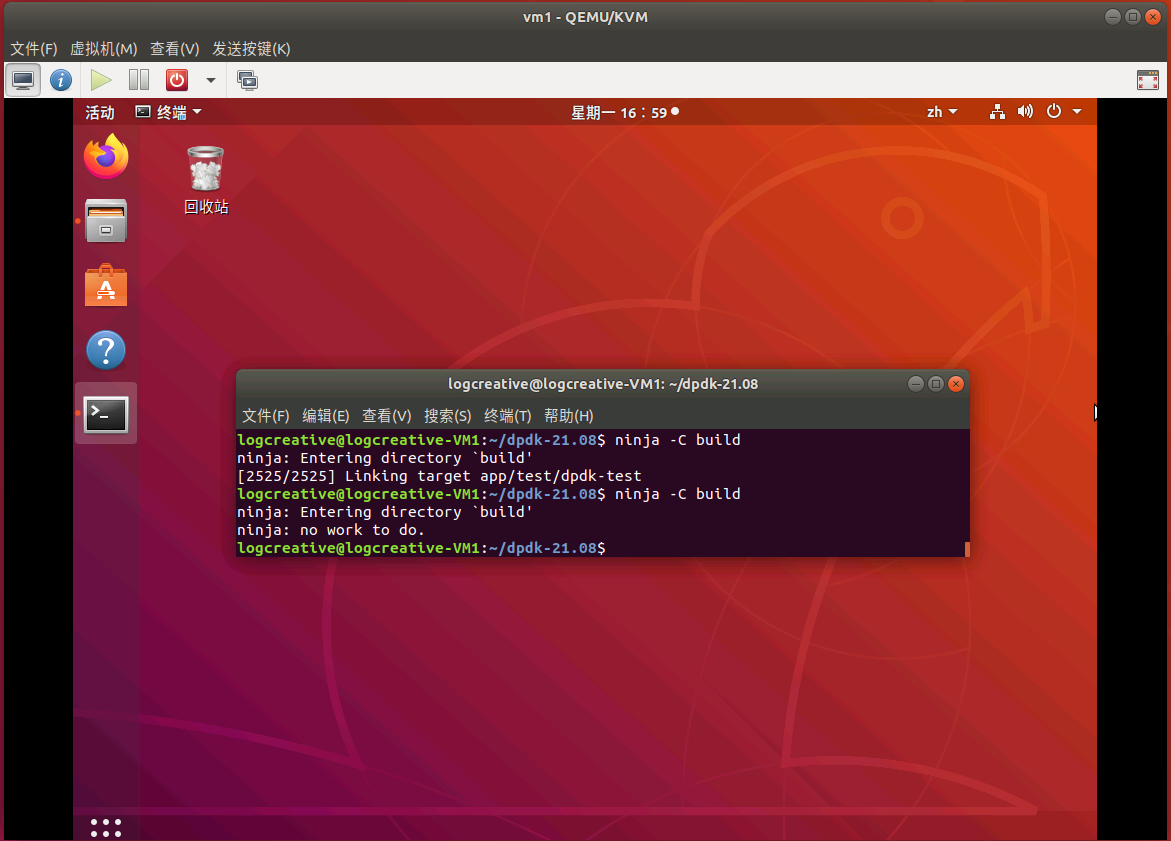 vm1 - QEMU/KVM
文件(F) 虚拟机(M) 查看(V) 发送按键(K)
活动 终端 星期一 16：59 zh
回收站
logcreative@logcreative-VM1: ~/dpdk-21.08
文件(F) 编辑(E) 查看(V) 搜索(S) 终端(T) 帮助(H)
logcreative@logcreative-VM1:~/dpdk-21.08$ ninja -C build
ninja: Entering directory `build'
[2525/2525] Linking target app/test/dpdk-test
logcreative@logcreative-VM1:~/dpdk-21.08$ ninja -C build
ninja: Entering directory `build'
ninja: no work to do.
logcreative@logcreative-VM1:~/dpdk-21.08$